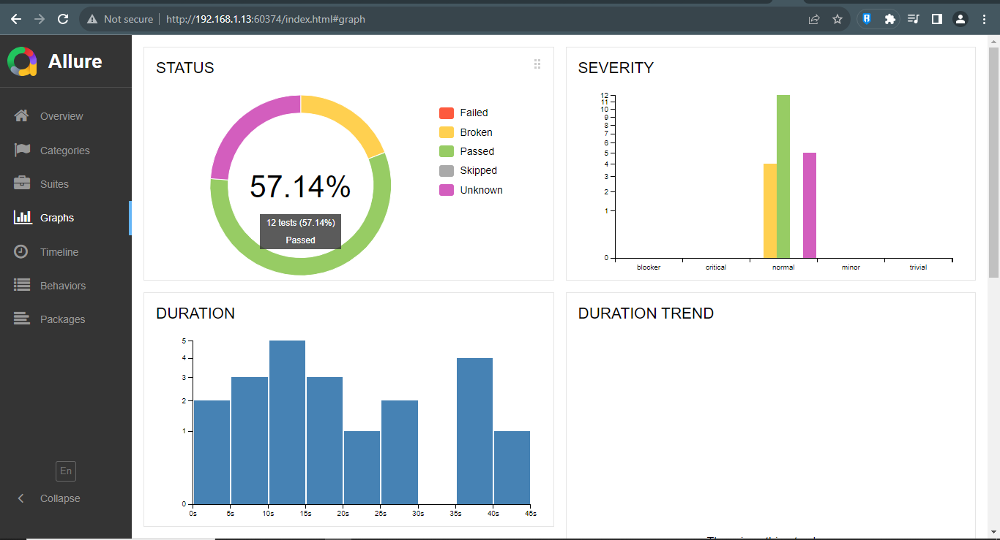 Not secure
http://192.168.1.13:60374/index.html#graph
Allure
Overview
Categories
Suites
Graphs
Timeline
Behaviors
Packages
En
Collapse
STATUS
57.14%
12 tests (57.14%)
Passed
Failed
Broken
Passed
Skipped
Unknown
SEVERITY
12
11
10
9
8
7
6
5
4
3
2
1
0
blocker
critical
normal
minor
trivial
DURATION
5
4
3
2
1
0
0s
5s
10s
15s
20s
25s
30s
35s
40s
45s
DURATION TREND